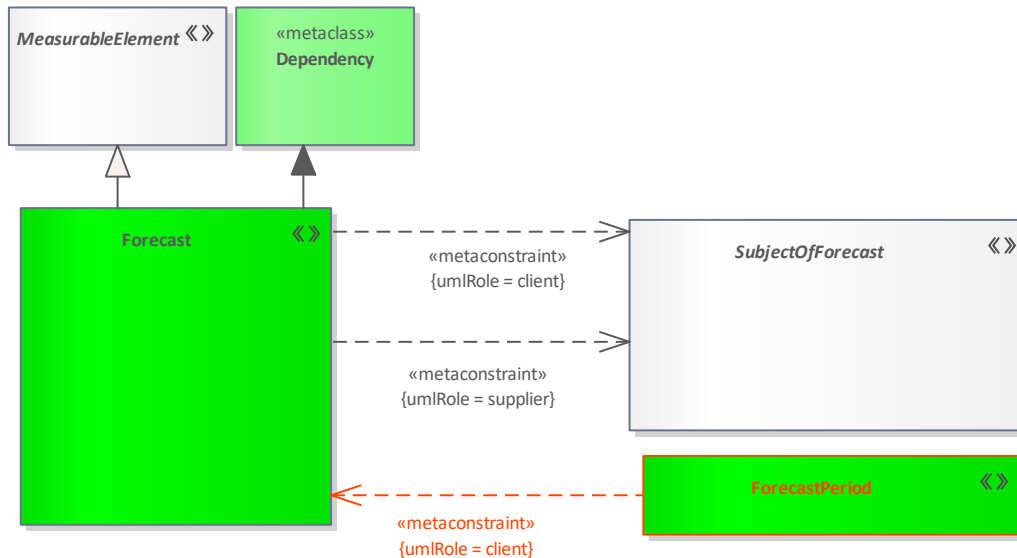 MeasurableElement «»
«metaclass»
Dependency
Forecast «»
«metaconstraint»
{umlRole = client}
SubjectOfForecast «»
«metaconstraint»
{umlRole = supplier}
ForecastPeriod «»
«metaconstraint»
{umlRole = client}